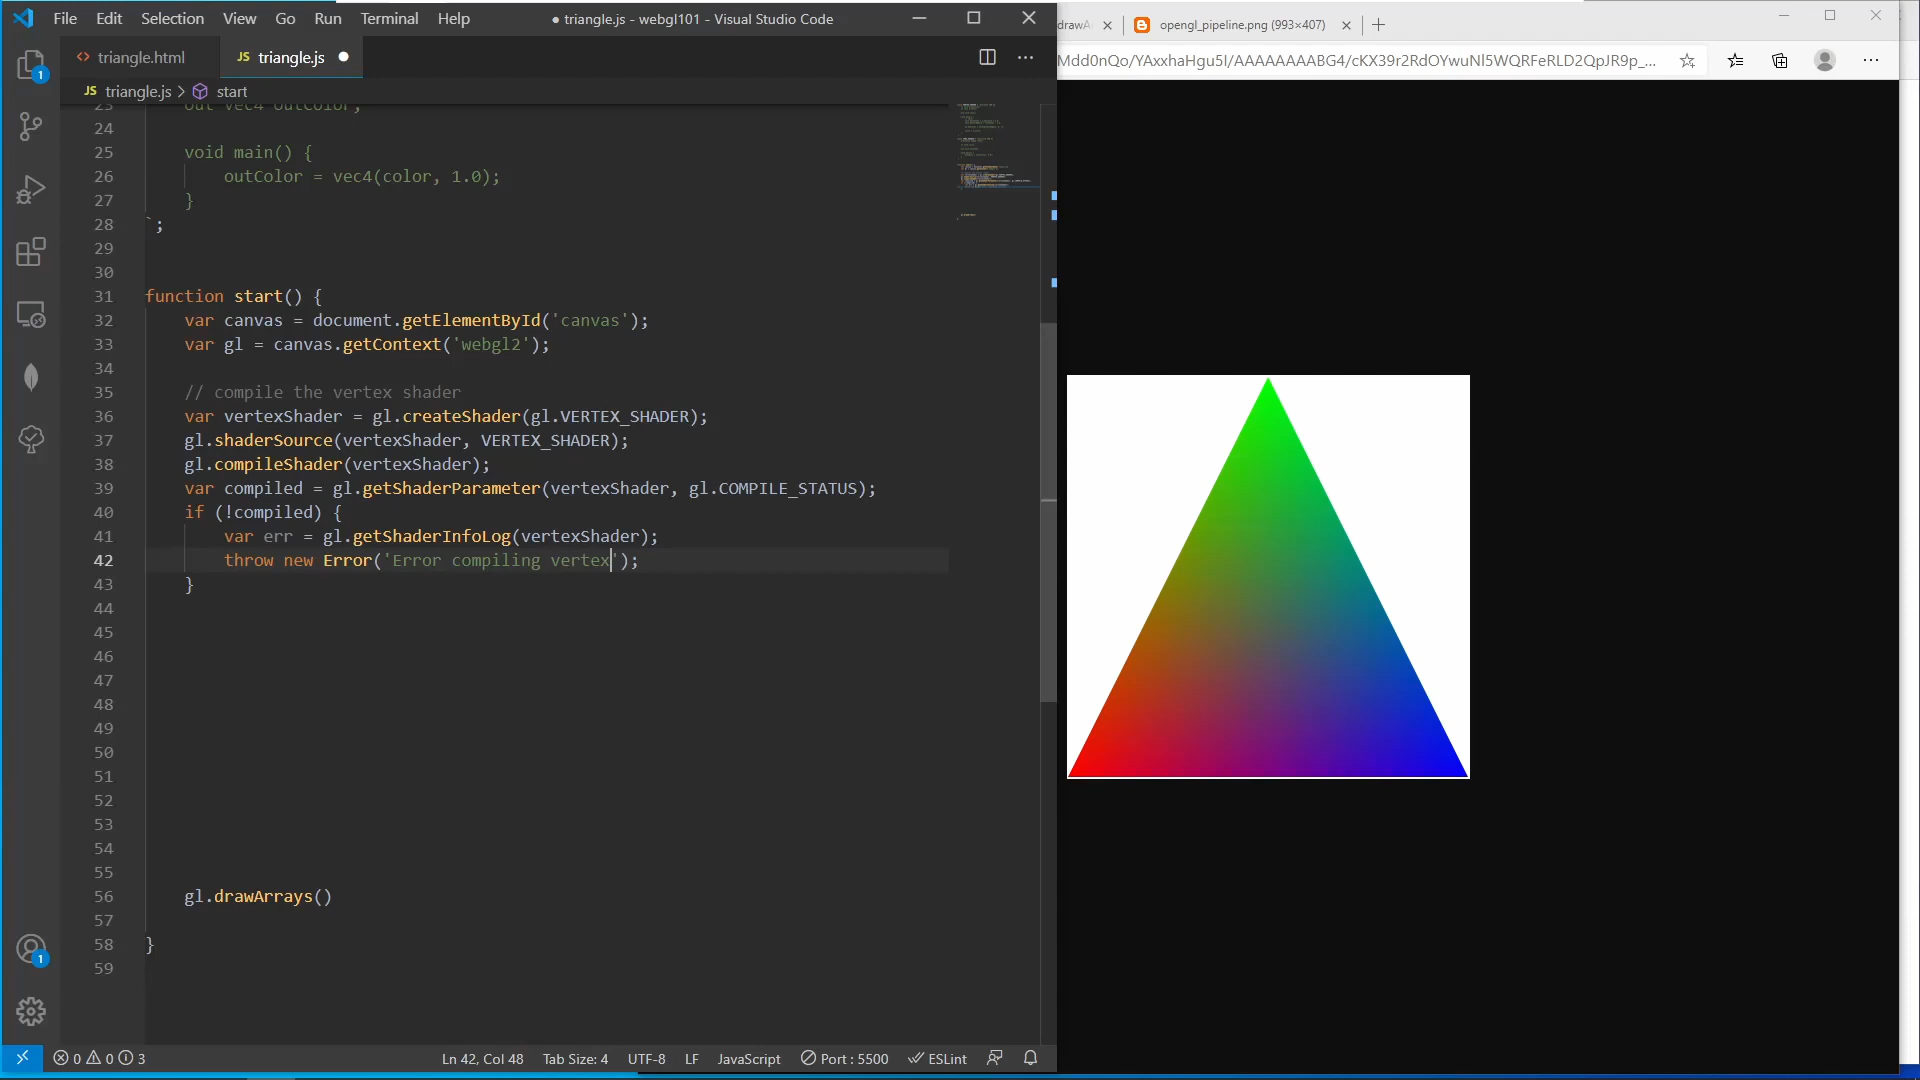 File Edit Selection View Go Run Terminal Help
● triangle.js - webgl101 - Visual Studio Code
opengl_pipeline.png (993×407)
<> triangle.html
JS triangle.js
JS triangle.js > start
1
23 out vec4 outColor;
24
25 void main() {
26 outColor = vec4(color, 1.0);
27 }
28 `;
29
30
31 function start() {
32 var canvas = document.getElementById('canvas');
33 var gl = canvas.getContext('webgl2');
34
35 // compile the vertex shader
36 var vertexShader = gl.createShader(gl.VERTEX_SHADER);
37 gl.shaderSource(vertexShader, VERTEX_SHADER);
38 gl.compileShader(vertexShader);
39 var compiled = gl.getShaderParameter(vertexShader, gl.COMPILE_STATUS);
40 if (!compiled) {
41 var err = gl.getShaderInfoLog(vertexShader);
42 throw new Error('Error compiling vertex');
43 }
44
45
46
47
48
49
50
51
52
53
54
55
56 gl.drawArrays()
57
58 }
59
1
0 0 3
Ln 42, Col 48 Tab Size: 4 UTF-8 LF JavaScript Port : 5500 ESLint